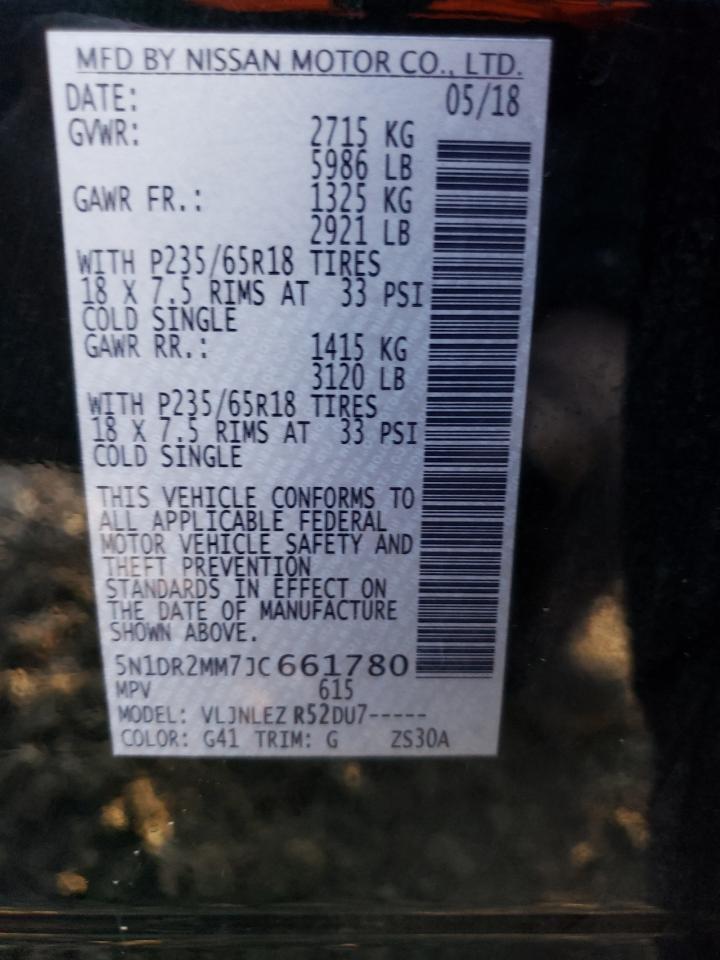 MFD BY NISSAN MOTOR CO., LTD.
DATE: 05/18
GVWR: 2715 KG
5986 LB
GAWR FR.: 1325 KG
2921 LB
WITH P235/65R18 TIRES
18 X 7.5 RIMS AT 33 PSI
COLD SINGLE
GAWR RR.: 1415 KG
3120 LB
WITH P235/65R18 TIRES
18 X 7.5 RIMS AT 33 PSI
COLD SINGLE
THIS VEHICLE CONFORMS TO
ALL APPLICABLE FEDERAL
MOTOR VEHICLE SAFETY AND
THEFT PREVENTION
STANDARDS IN EFFECT ON
THE DATE OF MANUFACTURE
SHOWN ABOVE.
5N1DR2MM7JC661780
MPV 615
MODEL: VLJNLEZ R52DU7-----
COLOR: G41 TRIM: G ZS30A